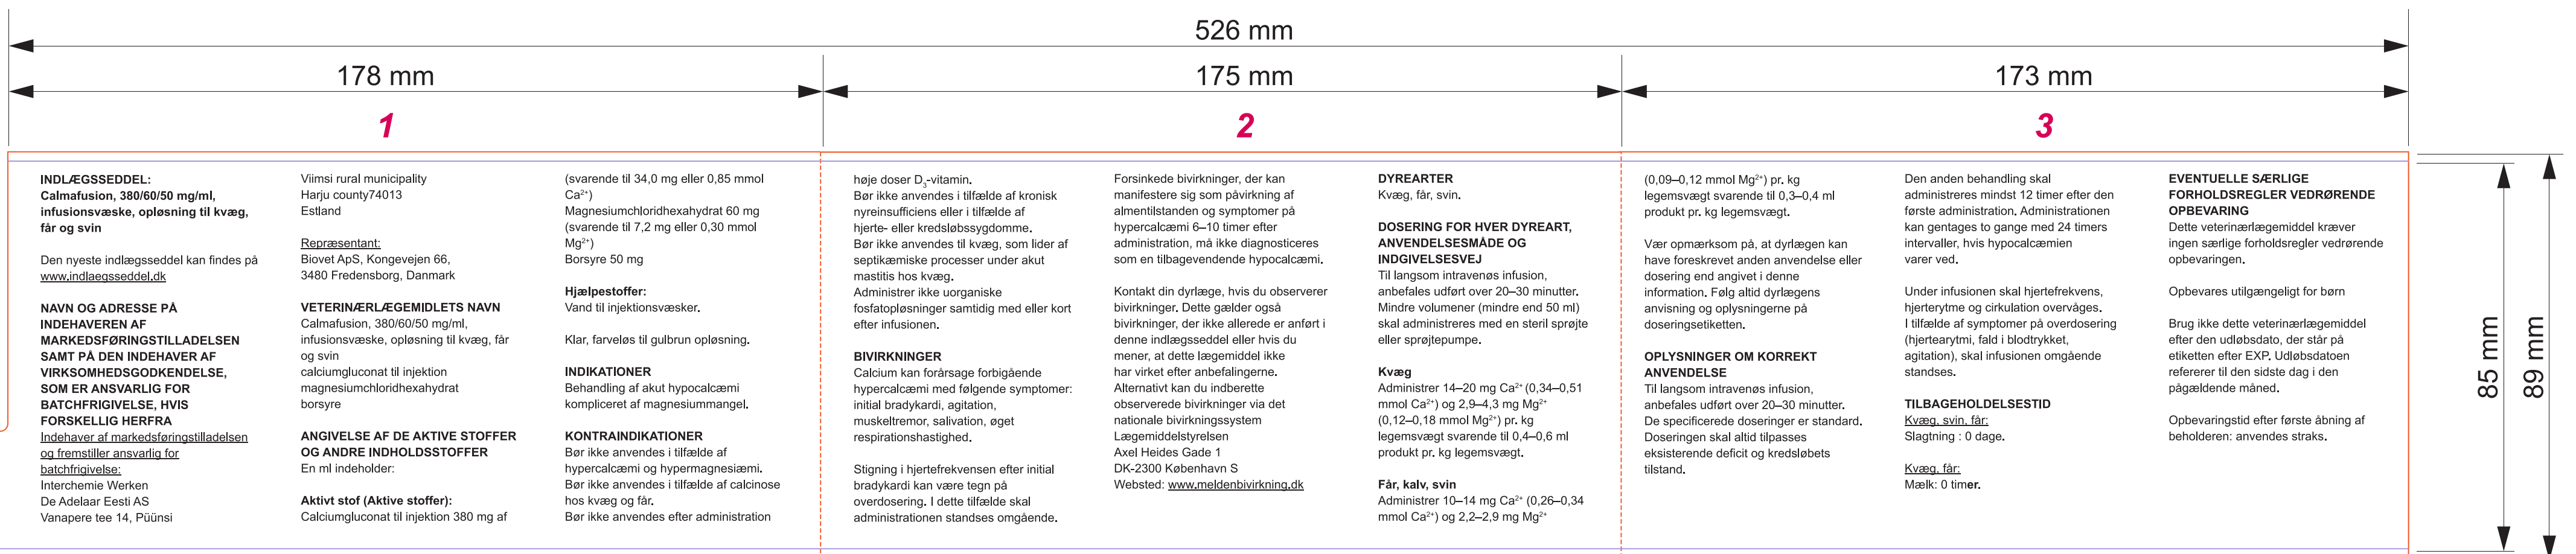 526 mm
178 mm
175 mm
173 mm
1
2
3
INDLÆGSSEDDEL:
Calmafusion, 380/60/50 mg/ml,
infusionsvæske, opløsning til kvæg,
får og svin
Den nyeste indlægsseddel kan findes på
www.indlaegsseddel.dk
NAVN OG ADRESSE PÅ
INDEHAVEREN AF
MARKEDSFØRINGSTILLADELSEN
SAMT PÅ DEN INDEHAVER AF
VIRKSOMHEDSGODKENDELSE,
SOM ER ANSVARLIG FOR
BATCHFRIGIVELSE, HVIS
FORSKELLIG HERFRA
Indehaver af markedsføringstilladelsen
og fremstiller ansvarlig for
batchfrigivelse:
Interchemie Werken
De Adelaar Eesti AS
Vanapere tee 14, Püünsi
Viimsi rural municipality
Harju county74013
Estland
Repræsentant:
Biovet ApS, Kongevejen 66,
3480 Fredensborg, Danmark
VETERINÆRLÆGEMIDLETS NAVN
Calmafusion, 380/60/50 mg/ml,
infusionsvæske, opløsning til kvæg, får
og svin
calciumgluconat til injektion
magnesiumchloridhexahydrat
borsyre
ANGIVELSE AF DE AKTIVE STOFFER
OG ANDRE INDHOLDSSTOFFER
En ml indeholder:
Aktivt stof (Aktive stoffer):
Calciumgluconat til injektion 380 mg af
(svarende til 34,0 mg eller 0,85 mmol
Ca²⁺)
Magnesiumchloridhexahydrat 60 mg
(svarende til 7,2 mg eller 0,30 mmol
Mg²⁺)
Borsyre 50 mg
Hjælpestoffer:
Vand til injektionsvæsker.
Klar, farveløs til gulbrun opløsning.
INDIKATIONER
Behandling af akut hypocalcæmi
kompliceret af magnesiummangel.
KONTRAINDIKATIONER
Bør ikke anvendes i tilfælde af
hypercalcæmi og hypermagnesiæmi.
Bør ikke anvendes i tilfælde af calcinose
hos kvæg og får.
Bør ikke anvendes efter administration
høje doser D₃-vitamin.
Bør ikke anvendes i tilfælde af kronisk
nyreinsufficiens eller i tilfælde af
hjerte- eller kredsløbssygdomme.
Bør ikke anvendes til kvæg, som lider af
septikæmiske processer under akut
mastitis hos kvæg.
Administrer ikke uorganiske
fosfatopløsninger samtidig med eller kort
efter infusionen.
BIVIRKNINGER
Calcium kan forårsage forbigående
hypercalcæmi med følgende symptomer:
initial bradykardi, agitation,
muskeltremor, salivation, øget
respirationshastighed.
Stigning i hjertefrekvensen efter initial
bradykardi kan være tegn på
overdosering. I dette tilfælde skal
administrationen standses omgående.
Forsinkede bivirkninger, der kan
manifestere sig som påvirkning af
almentilstanden og symptomer på
hypercalcæmi 6–10 timer efter
administration, må ikke diagnosticeres
som en tilbagevendende hypocalcæmi.
Kontakt din dyrlæge, hvis du observerer
bivirkninger. Dette gælder også
bivirkninger, der ikke allerede er anført i
denne indlægsseddel eller hvis du
mener, at dette lægemiddel ikke
har virket efter anbefalingerne.
Alternativt kan du indberette
observerede bivirkninger via det
nationale bivirkningssystem
Lægemiddelstyrelsen
Axel Heides Gade 1
DK-2300 København S
Websted: www.meldenbivirkning.dk
DYREARTER
Kvæg, får, svin.
DOSERING FOR HVER DYREART,
ANVENDELSESMÅDE OG
INDGIVELSESVEJ
Til langsom intravenøs infusion,
anbefales udført over 20–30 minutter.
Mindre volumener (mindre end 50 ml)
skal administreres med en steril sprøjte
eller sprøjtepumpe.
Kvæg
Administrer 14–20 mg Ca²⁺ (0,34–0,51
mmol Ca²⁺) og 2,9–4,3 mg Mg²⁺
(0,12–0,18 mmol Mg²⁺) pr. kg
legemsvægt svarende til 0,4–0,6 ml
produkt pr. kg legemsvægt.
Får, kalv, svin
Administrer 10–14 mg Ca²⁺ (0,26–0,34
mmol Ca²⁺) og 2,2–2,9 mg Mg²⁺
(0,09–0,12 mmol Mg²⁺) pr. kg
legemsvægt svarende til 0,3–0,4 ml
produkt pr. kg legemsvægt.
Vær opmærksom på, at dyrlægen kan
have foreskrevet anden anvendelse eller
dosering end angivet i denne
information. Følg altid dyrlægens
anvisning og oplysningerne på
doseringsetiketten.
OPLYSNINGER OM KORREKT
ANVENDELSE
Til langsom intravenøs infusion,
anbefales udført over 20–30 minutter.
De specificerede doseringer er standard.
Doseringen skal altid tilpasses
eksisterende deficit og kredsløbets
tilstand.
Den anden behandling skal
administreres mindst 12 timer efter den
første administration. Administrationen
kan gentages to gange med 24 timers
intervaller, hvis hypocalcæmien
varer ved.
Under infusionen skal hjertefrekvens,
hjerterytme og cirkulation overvåges.
I tilfælde af symptomer på overdosering
(hjertearytmi, fald i blodtrykket,
agitation), skal infusionen omgående
standses.
TILBAGEHOLDELSESTID
Kvæg, svin, får:
Slagtning : 0 dage.
Kvæg, får:
Mælk: 0 timer.
EVENTUELLE SÆRLIGE
FORHOLDSREGLER VEDRØRENDE
OPBEVARING
Dette veterinærlægemiddel kræver
ingen særlige forholdsregler vedrørende
opbevaringen.
Opbevares utilgængeligt for børn
Brug ikke dette veterinærlægemiddel
efter den udløbsdato, der står på
etiketten efter EXP. Udløbsdatoen
refererer til den sidste dag i den
pågældende måned.
Opbevaringstid efter første åbning af
beholderen: anvendes straks.
85 mm
89 mm